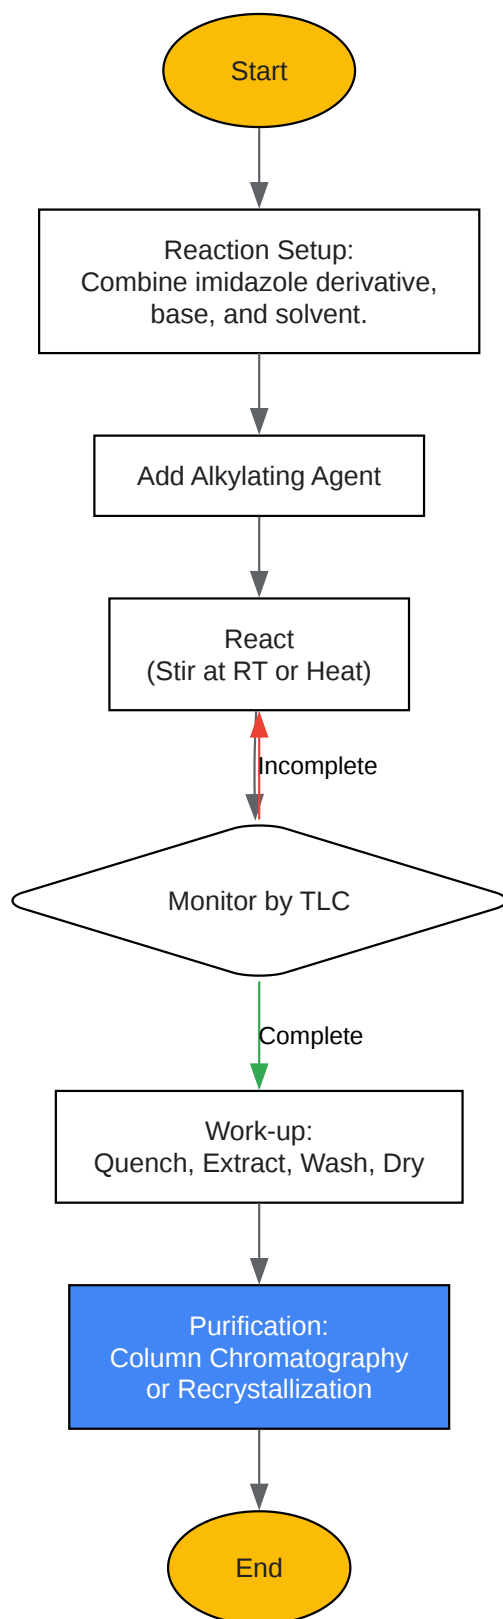 Start
Reaction Setup:
Combine imidazole derivative,
base, and solvent.
Add Alkylating Agent
React
(Stir at RT or Heat)
Incomplete
Monitor by TLC
Complete
Work-up:
Quench, Extract, Wash, Dry
Purification:
Column Chromatography
or Recrystallization
End